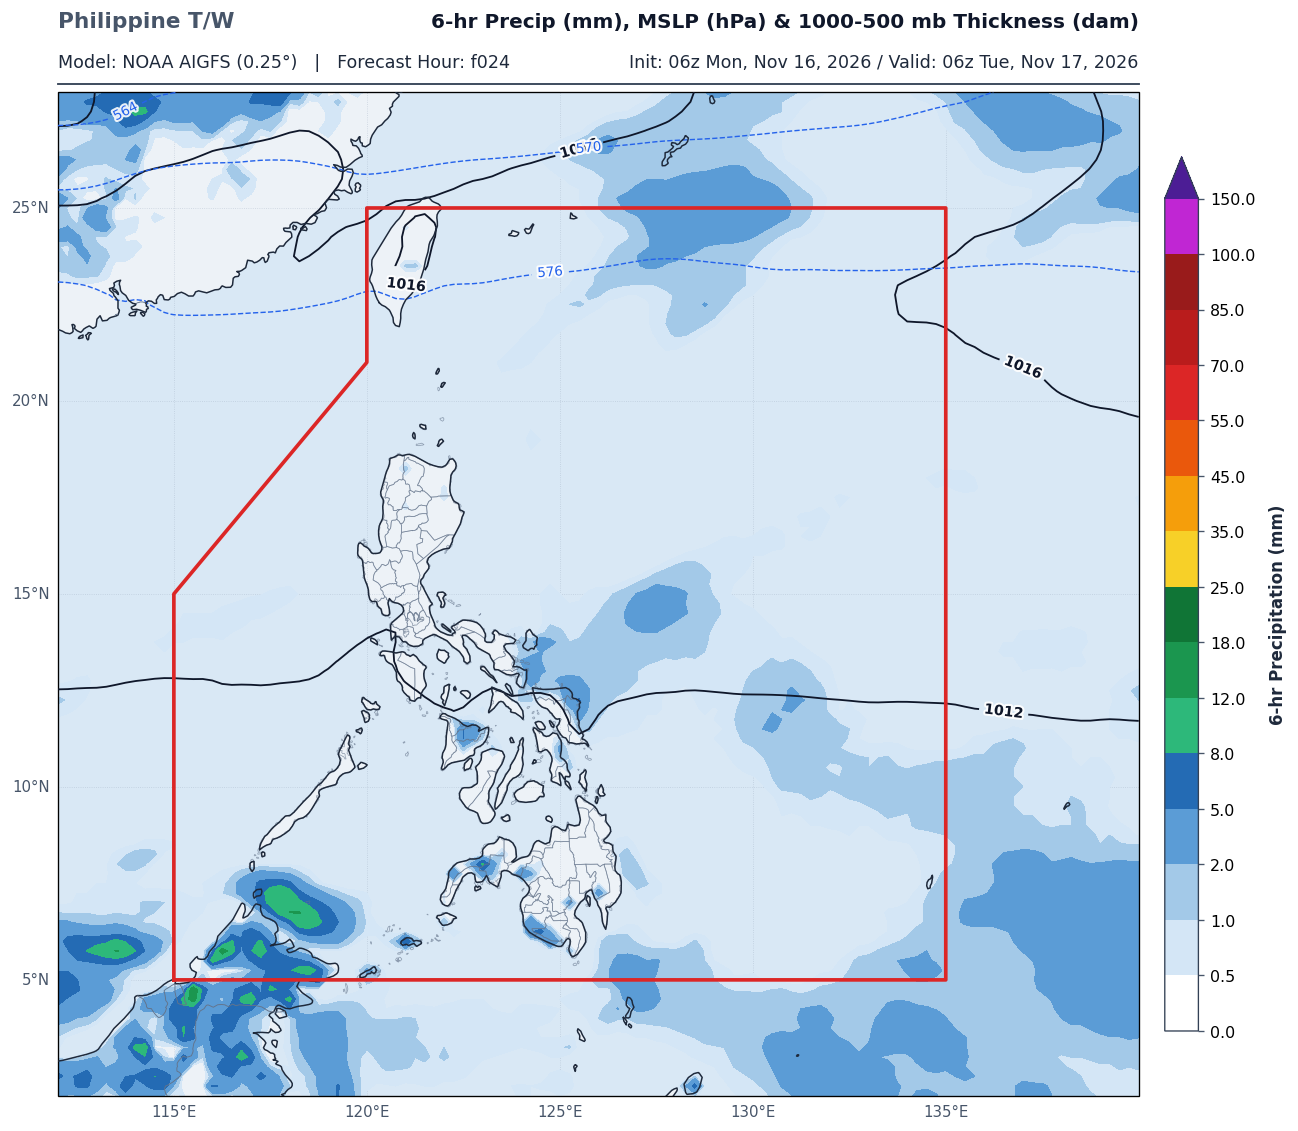 Philippine T/W
6-hr Precip (mm), MSLP (hPa) & 1000-500 mb Thickness (dam)
Model: NOAA AIGFS (0.25°) | Forecast Hour: f024
Init: 06z Mon, Nov 16, 2026 / Valid: 06z Tue, Nov 17, 2026
564
570
576
1016
1016
1012
25°N
20°N
15°N
10°N
5°N
115°E
120°E
125°E
130°E
135°E
150.0
100.0
85.0
70.0
55.0
45.0
35.0
25.0
18.0
12.0
8.0
5.0
2.0
1.0
0.5
0.0
6-hr Precipitation (mm)